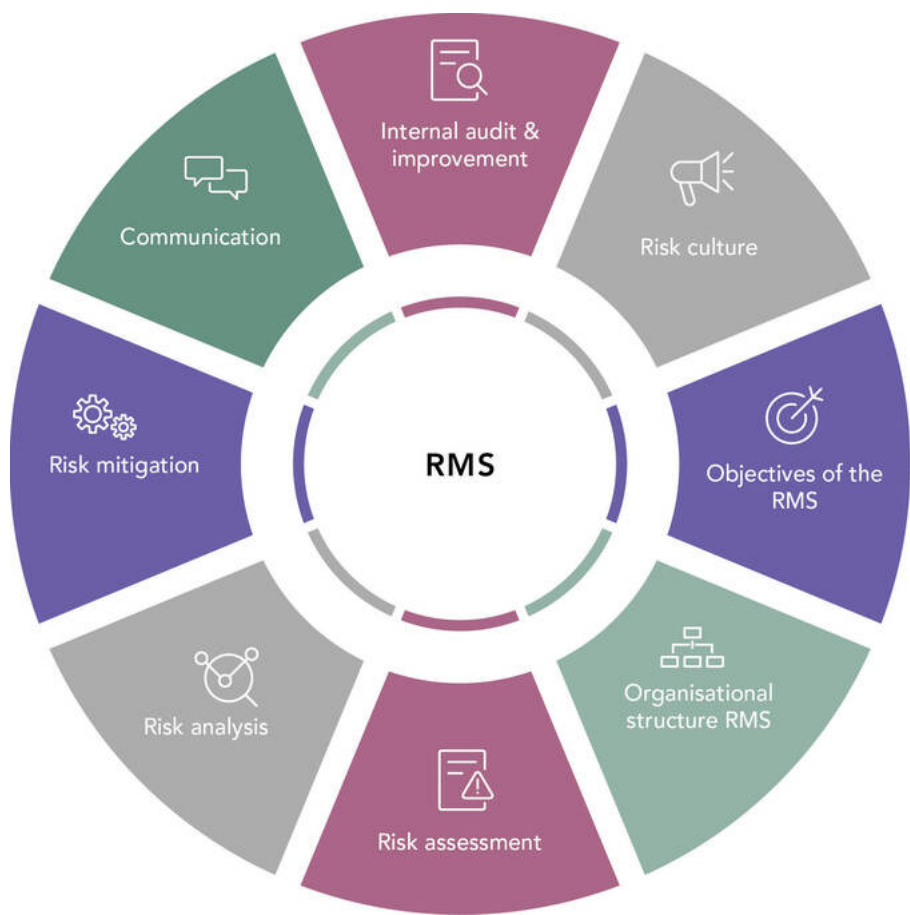 Internal audit &
improvement
Risk culture
Objectives of the
RMS
Organisational
structure RMS
Risk assessment
Risk analysis
Risk mitigation
Communication
RMS